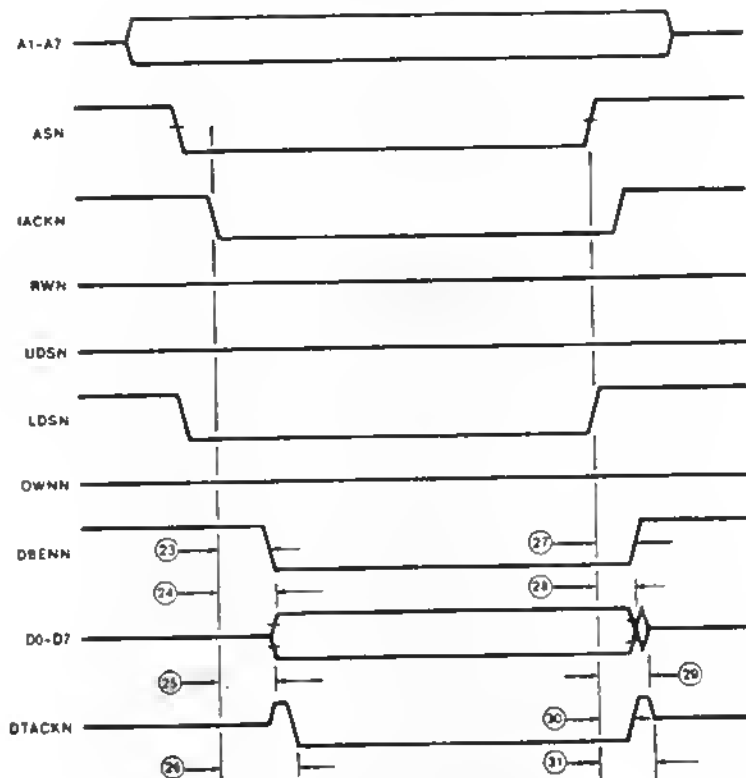 A1-A7
ASN
IACKN
RWN
UDSN
LDSN
OWNN
DBENN
23
27
24
28
D0-D7
25
29
DTACKN
30
26
31